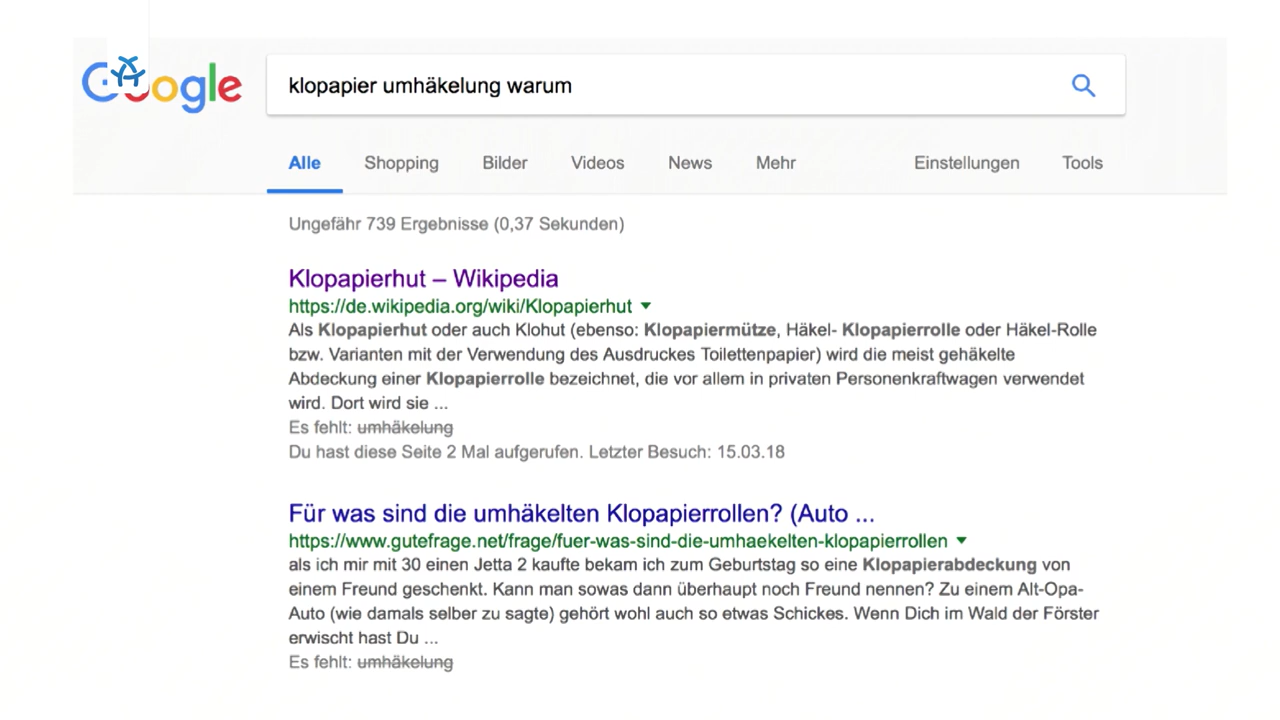 Google
klopapier umhäkelung warum
Alle Shopping Bilder Videos News Mehr Einstellungen Tools
Ungefähr 739 Ergebnisse (0,37 Sekunden)
Klopapierhut – Wikipedia
https://de.wikipedia.org/wiki/Klopapierhut
Als Klopapierhut oder auch Klohut (ebenso: Klopapiermütze, Häkel- Klopapierrolle oder Häkel-Rolle
bzw. Varianten mit der Verwendung des Ausdruckes Toilettenpapier) wird die meist gehäkelte
Abdeckung einer Klopapierrolle bezeichnet, die vor allem in privaten Personenkraftwagen verwendet
wird. Dort wird sie ...
Es fehlt: umhäkelung
Du hast diese Seite 2 Mal aufgerufen. Letzter Besuch: 15.03.18
Für was sind die umhäkelten Klopapierrollen? (Auto ...
https://www.gutefrage.net/frage/fuer-was-sind-die-umhaekelten-klopapierrollen
als ich mir mit 30 einen Jetta 2 kaufte bekam ich zum Geburtstag so eine Klopapierabdeckung von
einem Freund geschenkt. Kann man sowas dann überhaupt noch Freund nennen? Zu einem Alt-Opa-
Auto (wie damals selber zu sagte) gehört wohl auch so etwas Schickes. Wenn Dich im Wald der Förster
erwischt hast Du ...
Es fehlt: umhäkelung